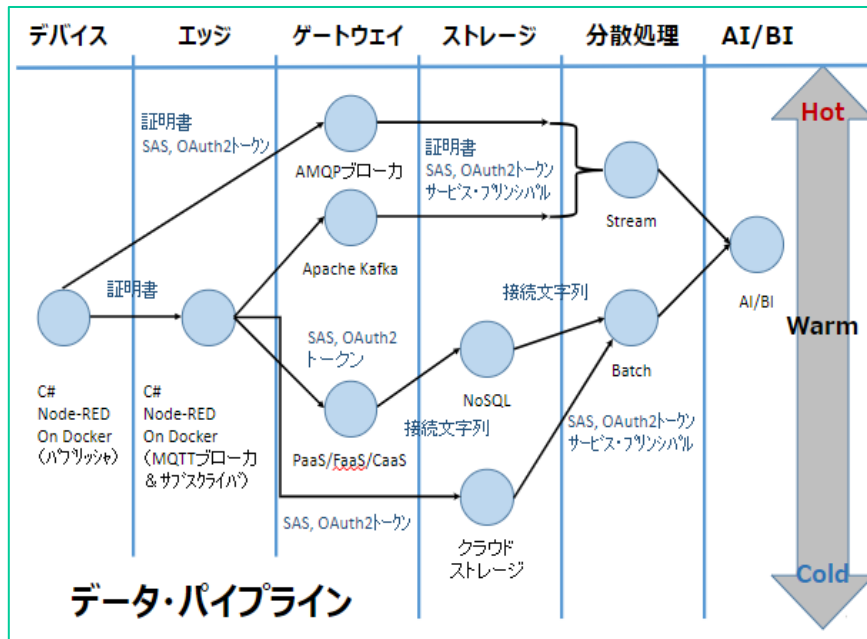 デバイス
エッジ
ゲートウェイ
ストレージ
分散処理
AI/BI
証明書
SAS, OAuth2トークン
AMQPブローカ
証明書
SAS, OAuth2トークン
サービス・プリンシパル
Hot
Stream
Apache Kafka
証明書
接続文字列
AI/BI
Warm
SAS, OAuth2
トークン
NoSQL
Batch
C#
Node-RED
On Docker
(パブリッシャ)
C#
Node-RED
On Docker
(MQTTブローカ
&サブスクライバ)
PaaS/FaaS/CaaS
接続文字列
SAS, OAuth2トークン
サービス・プリンシパル
SAS, OAuth2トークン
クラウド
ストレージ
Cold
データ・パイプライン